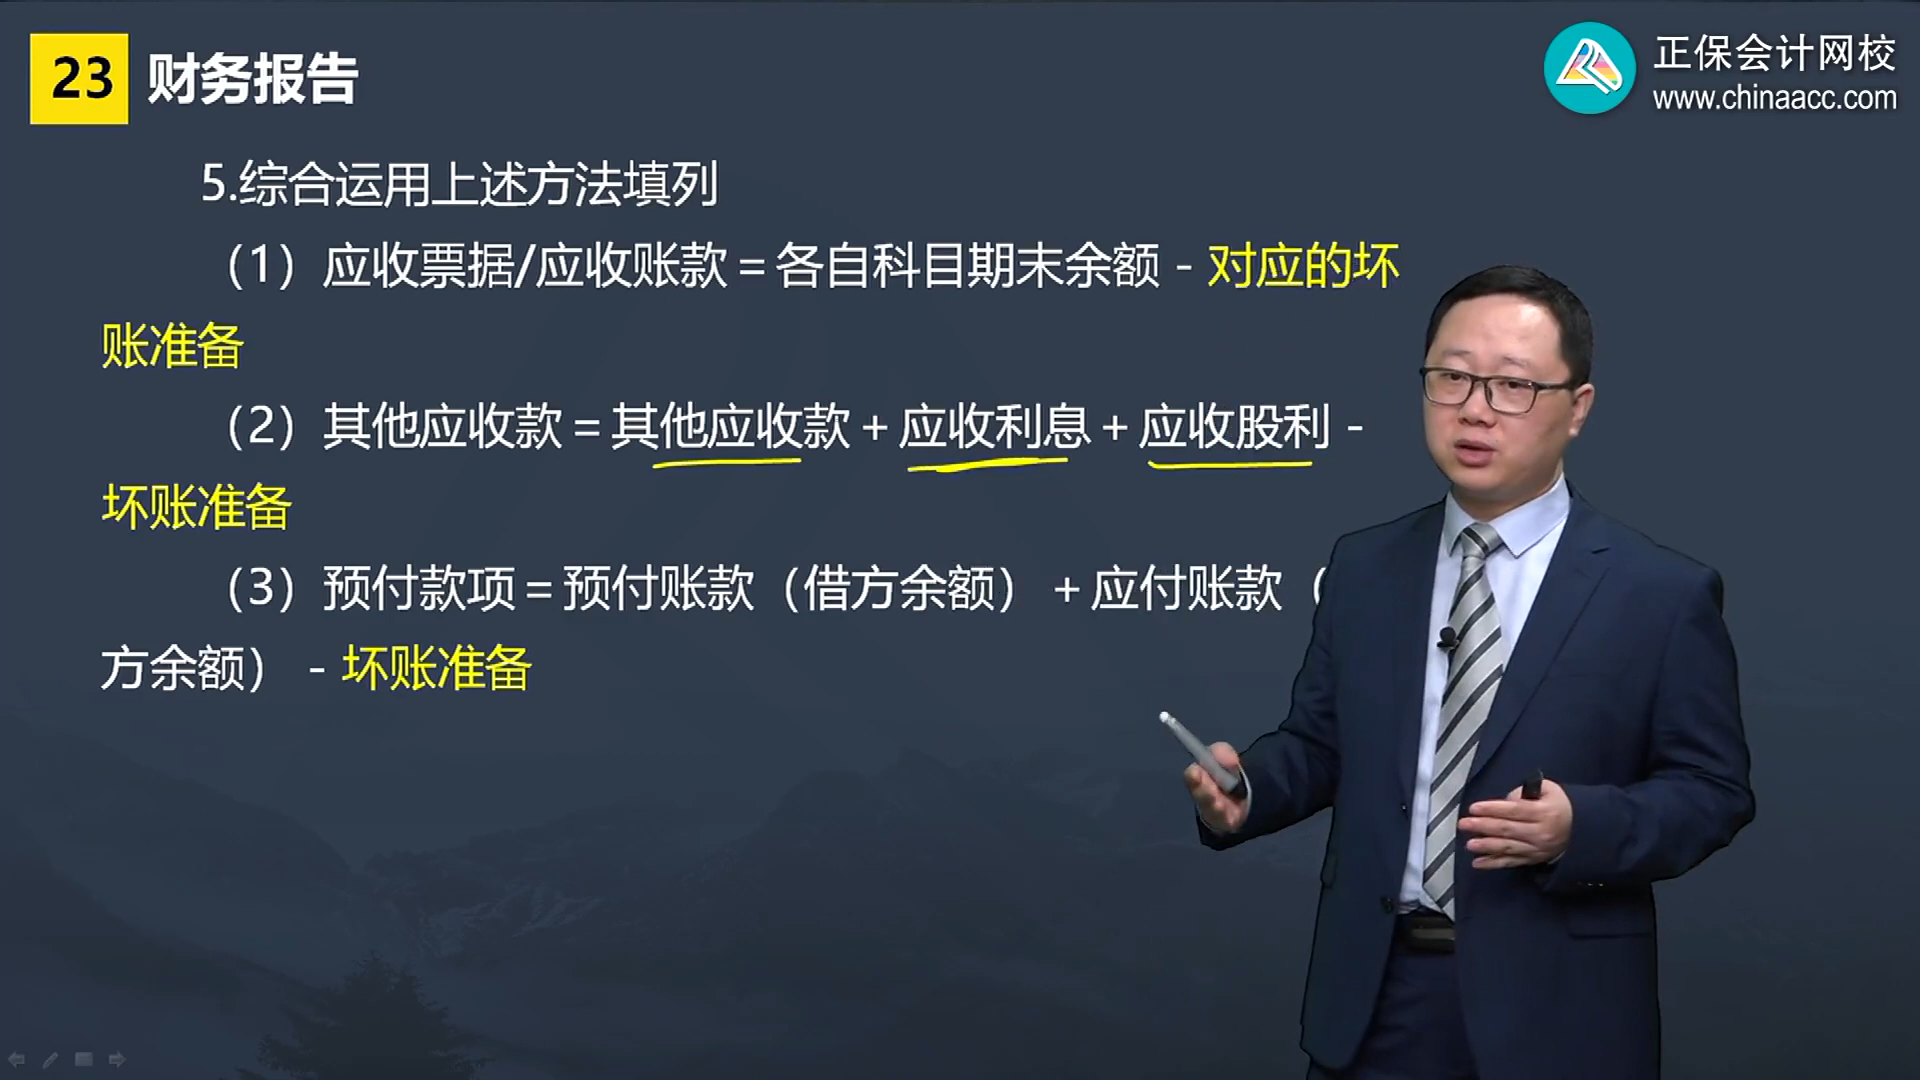 23 财务报告
正保会计网校
www.chinaacc.com
5.综合运用上述方法填列
（1）应收票据/应收账款＝各自科目期末余额－对应的坏
账准备
（2）其他应收款＝其他应收款＋应收利息＋应收股利－
坏账准备
（3）预付款项＝预付账款（借方余额）＋应付账款（
方余额）－坏账准备